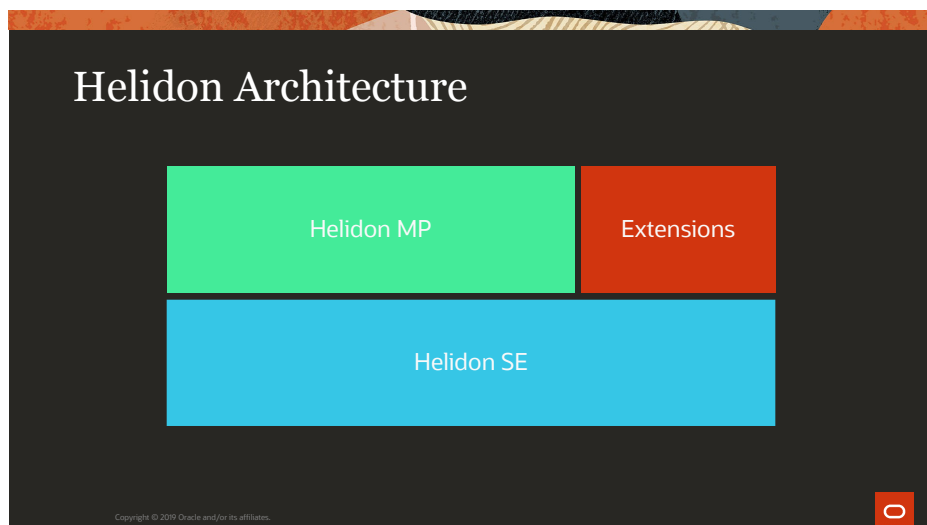 Helidon Architecture
Helidon MP
Extensions
Helidon SE
Copyright © 2019 Oracle and/or its affiliates.